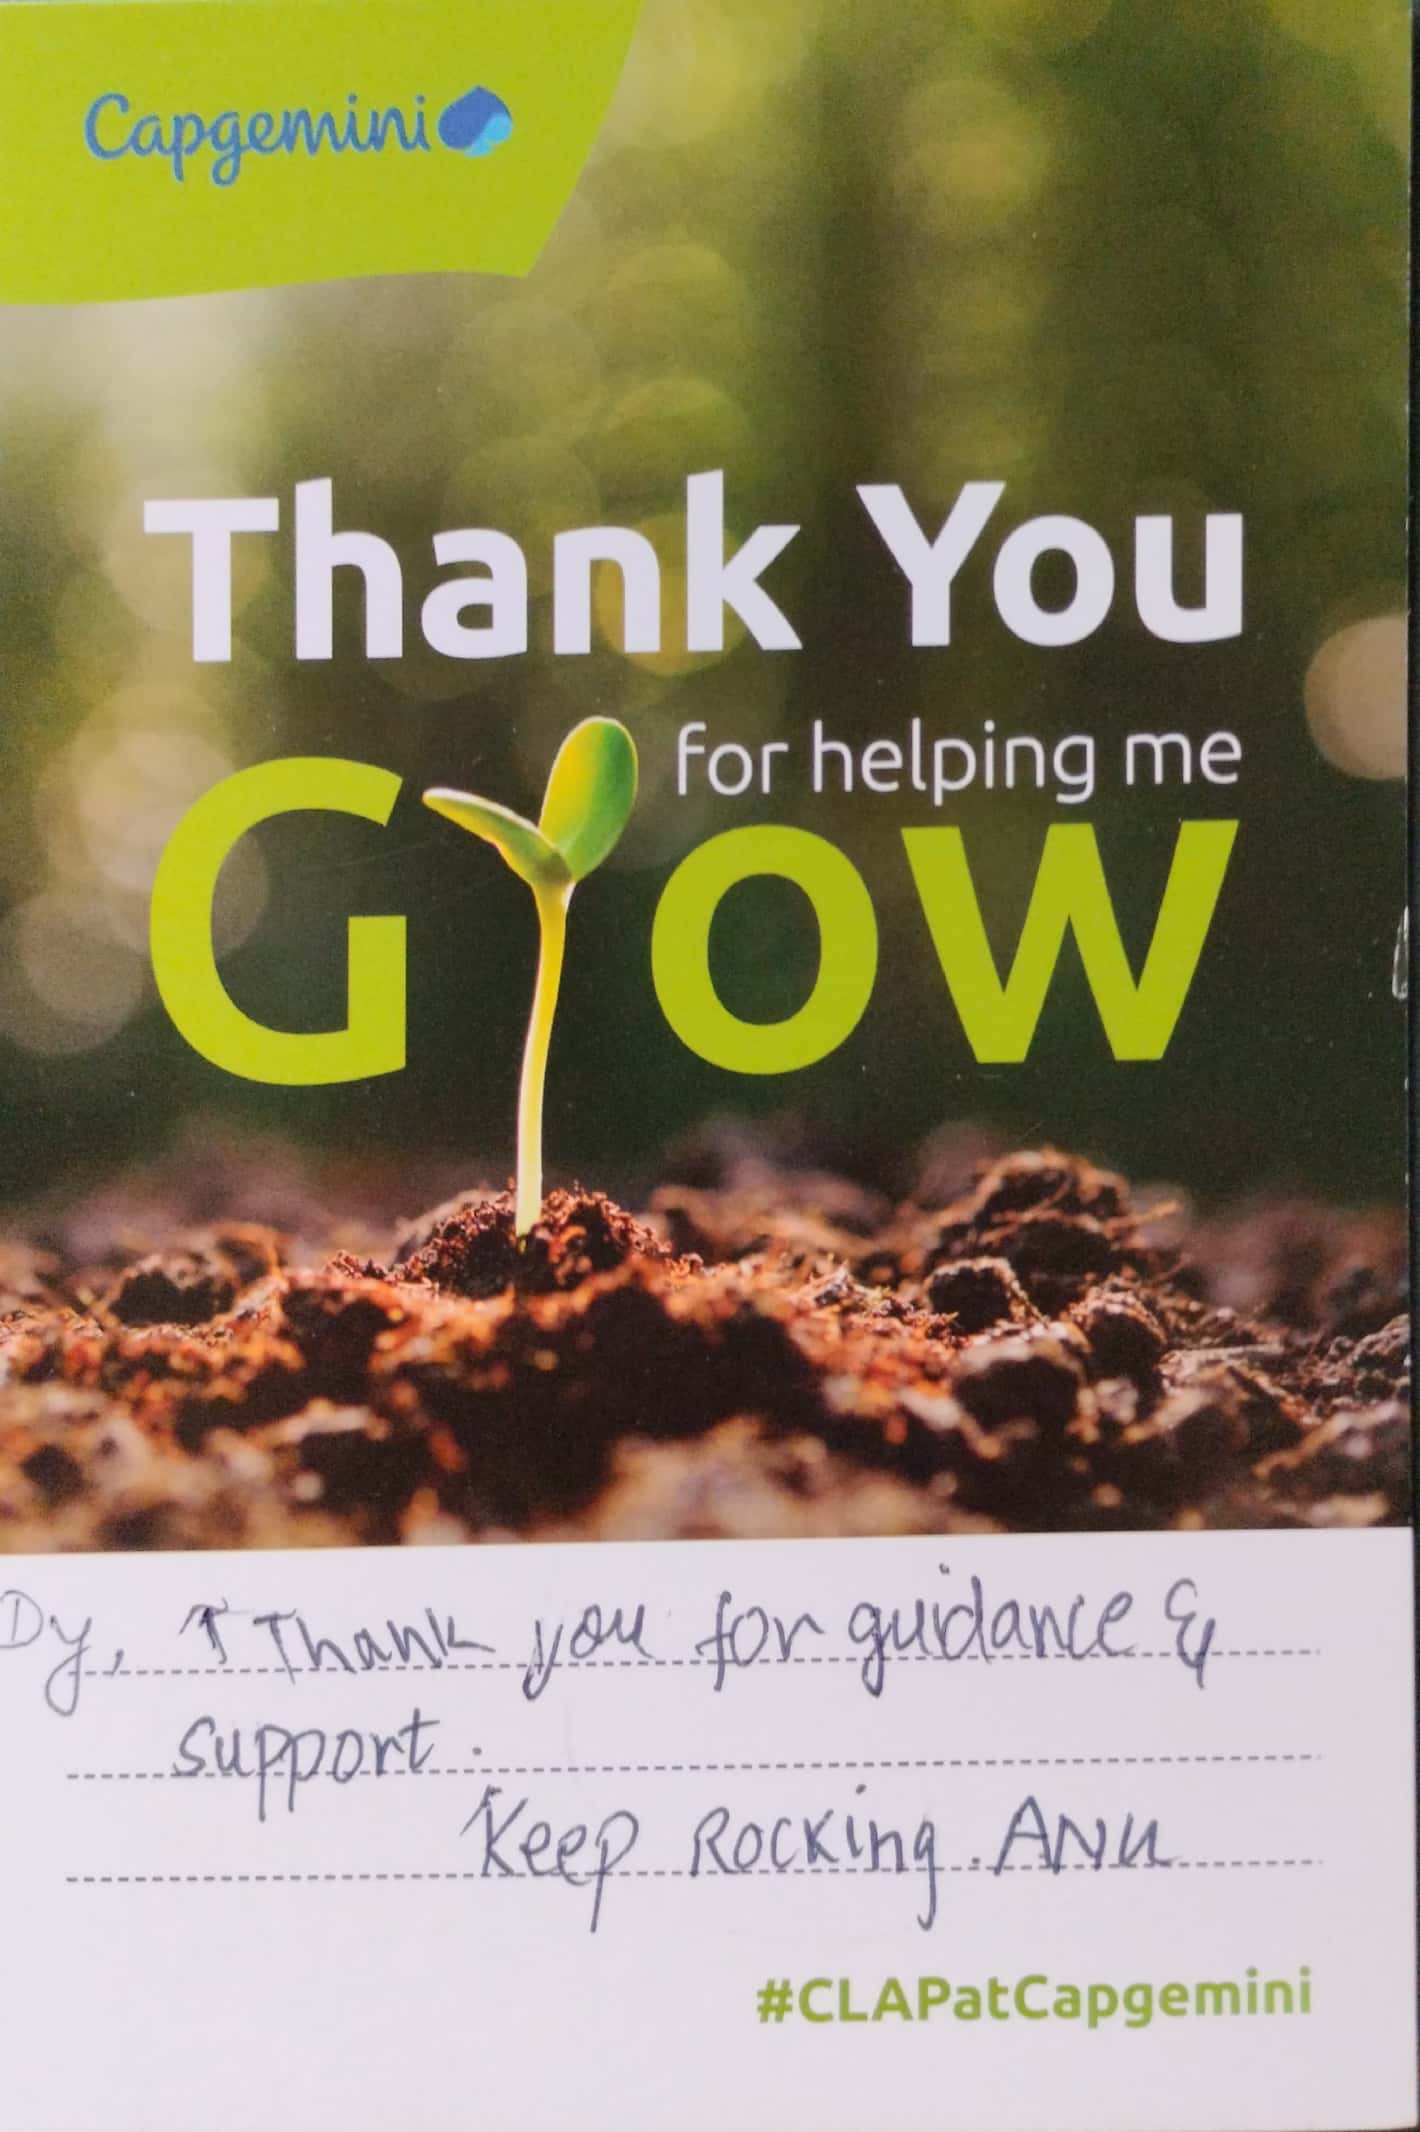 Capgemini
Thank You
for helping me
Grow
Dy, Thank you for guidance &
support.
Keep Rocking. ANU
#CLAPatCapgemini